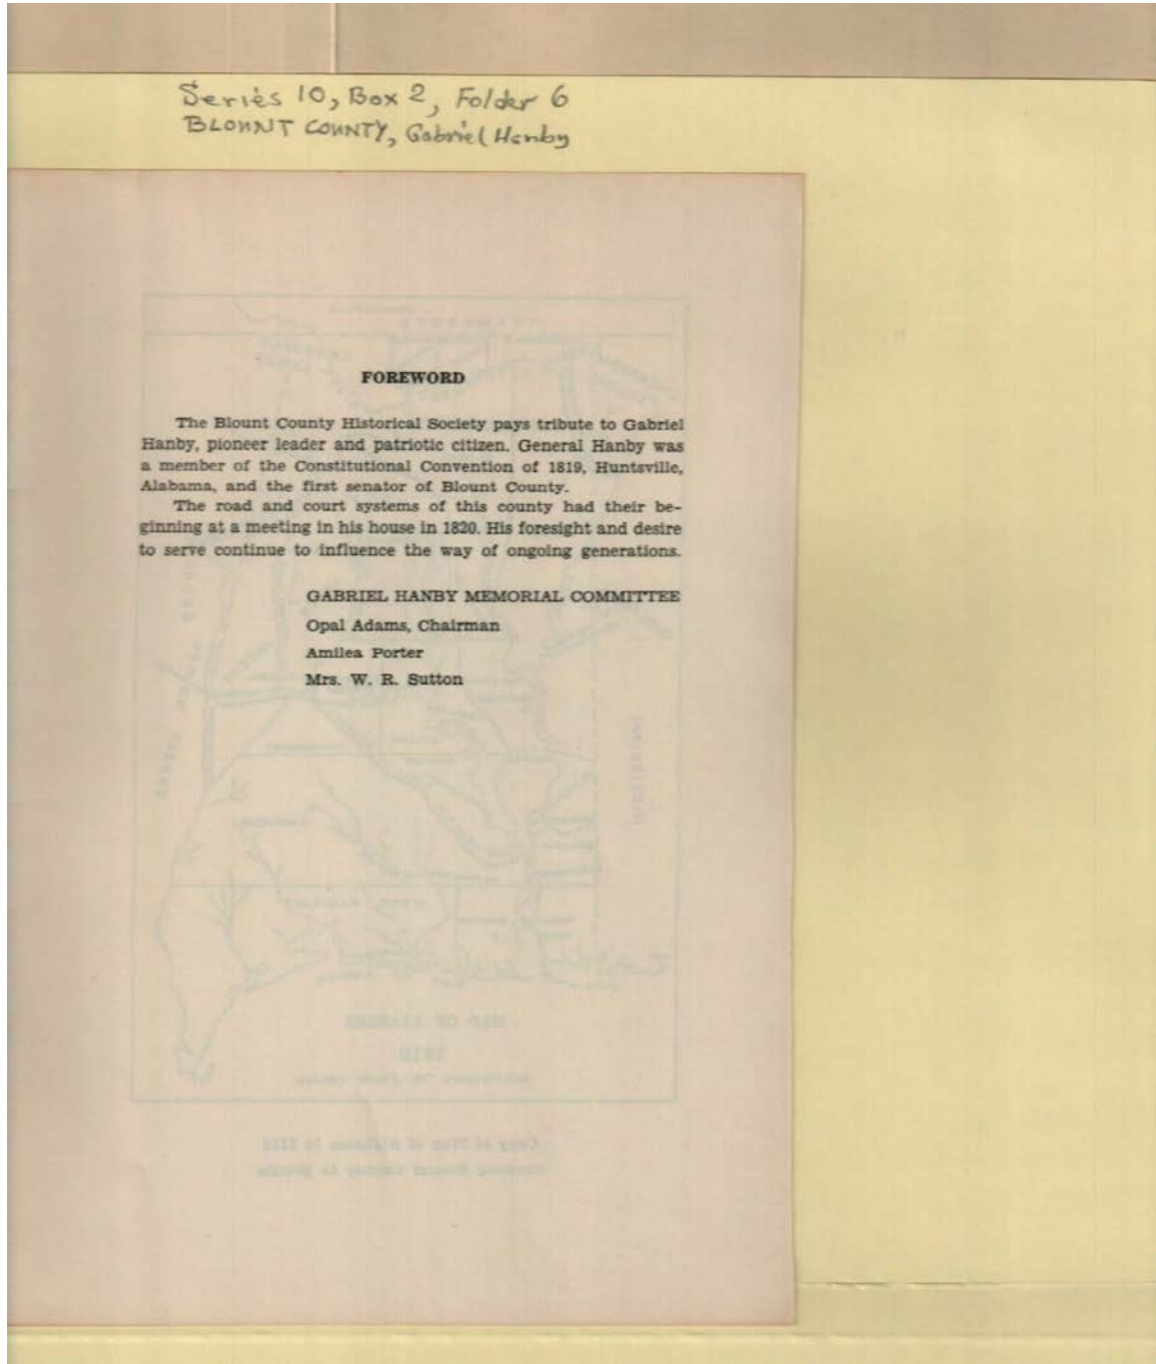 Series 10, Box 2, Folder 6
BLOUNT COUNTY, Gabriel Hanby
FOREWORD
The Blount County Historical Society pays tribute to Gabriel
Hanby, pioneer leader and patriotic citizen. General Hanby was
a member of the Constitutional Convention of 1819, Huntsville,
Alabama, and the first senator of Blount County.
The road and court systems of this county had their be-
ginning at a meeting in his house in 1820. His foresight and desire
to serve continue to influence the way of ongoing generations.
GABRIEL HANBY MEMORIAL COMMITTEE
Opal Adams, Chairman
Amilea Porter
Mrs. W. R. Sutton
MAP OF ALABAMA